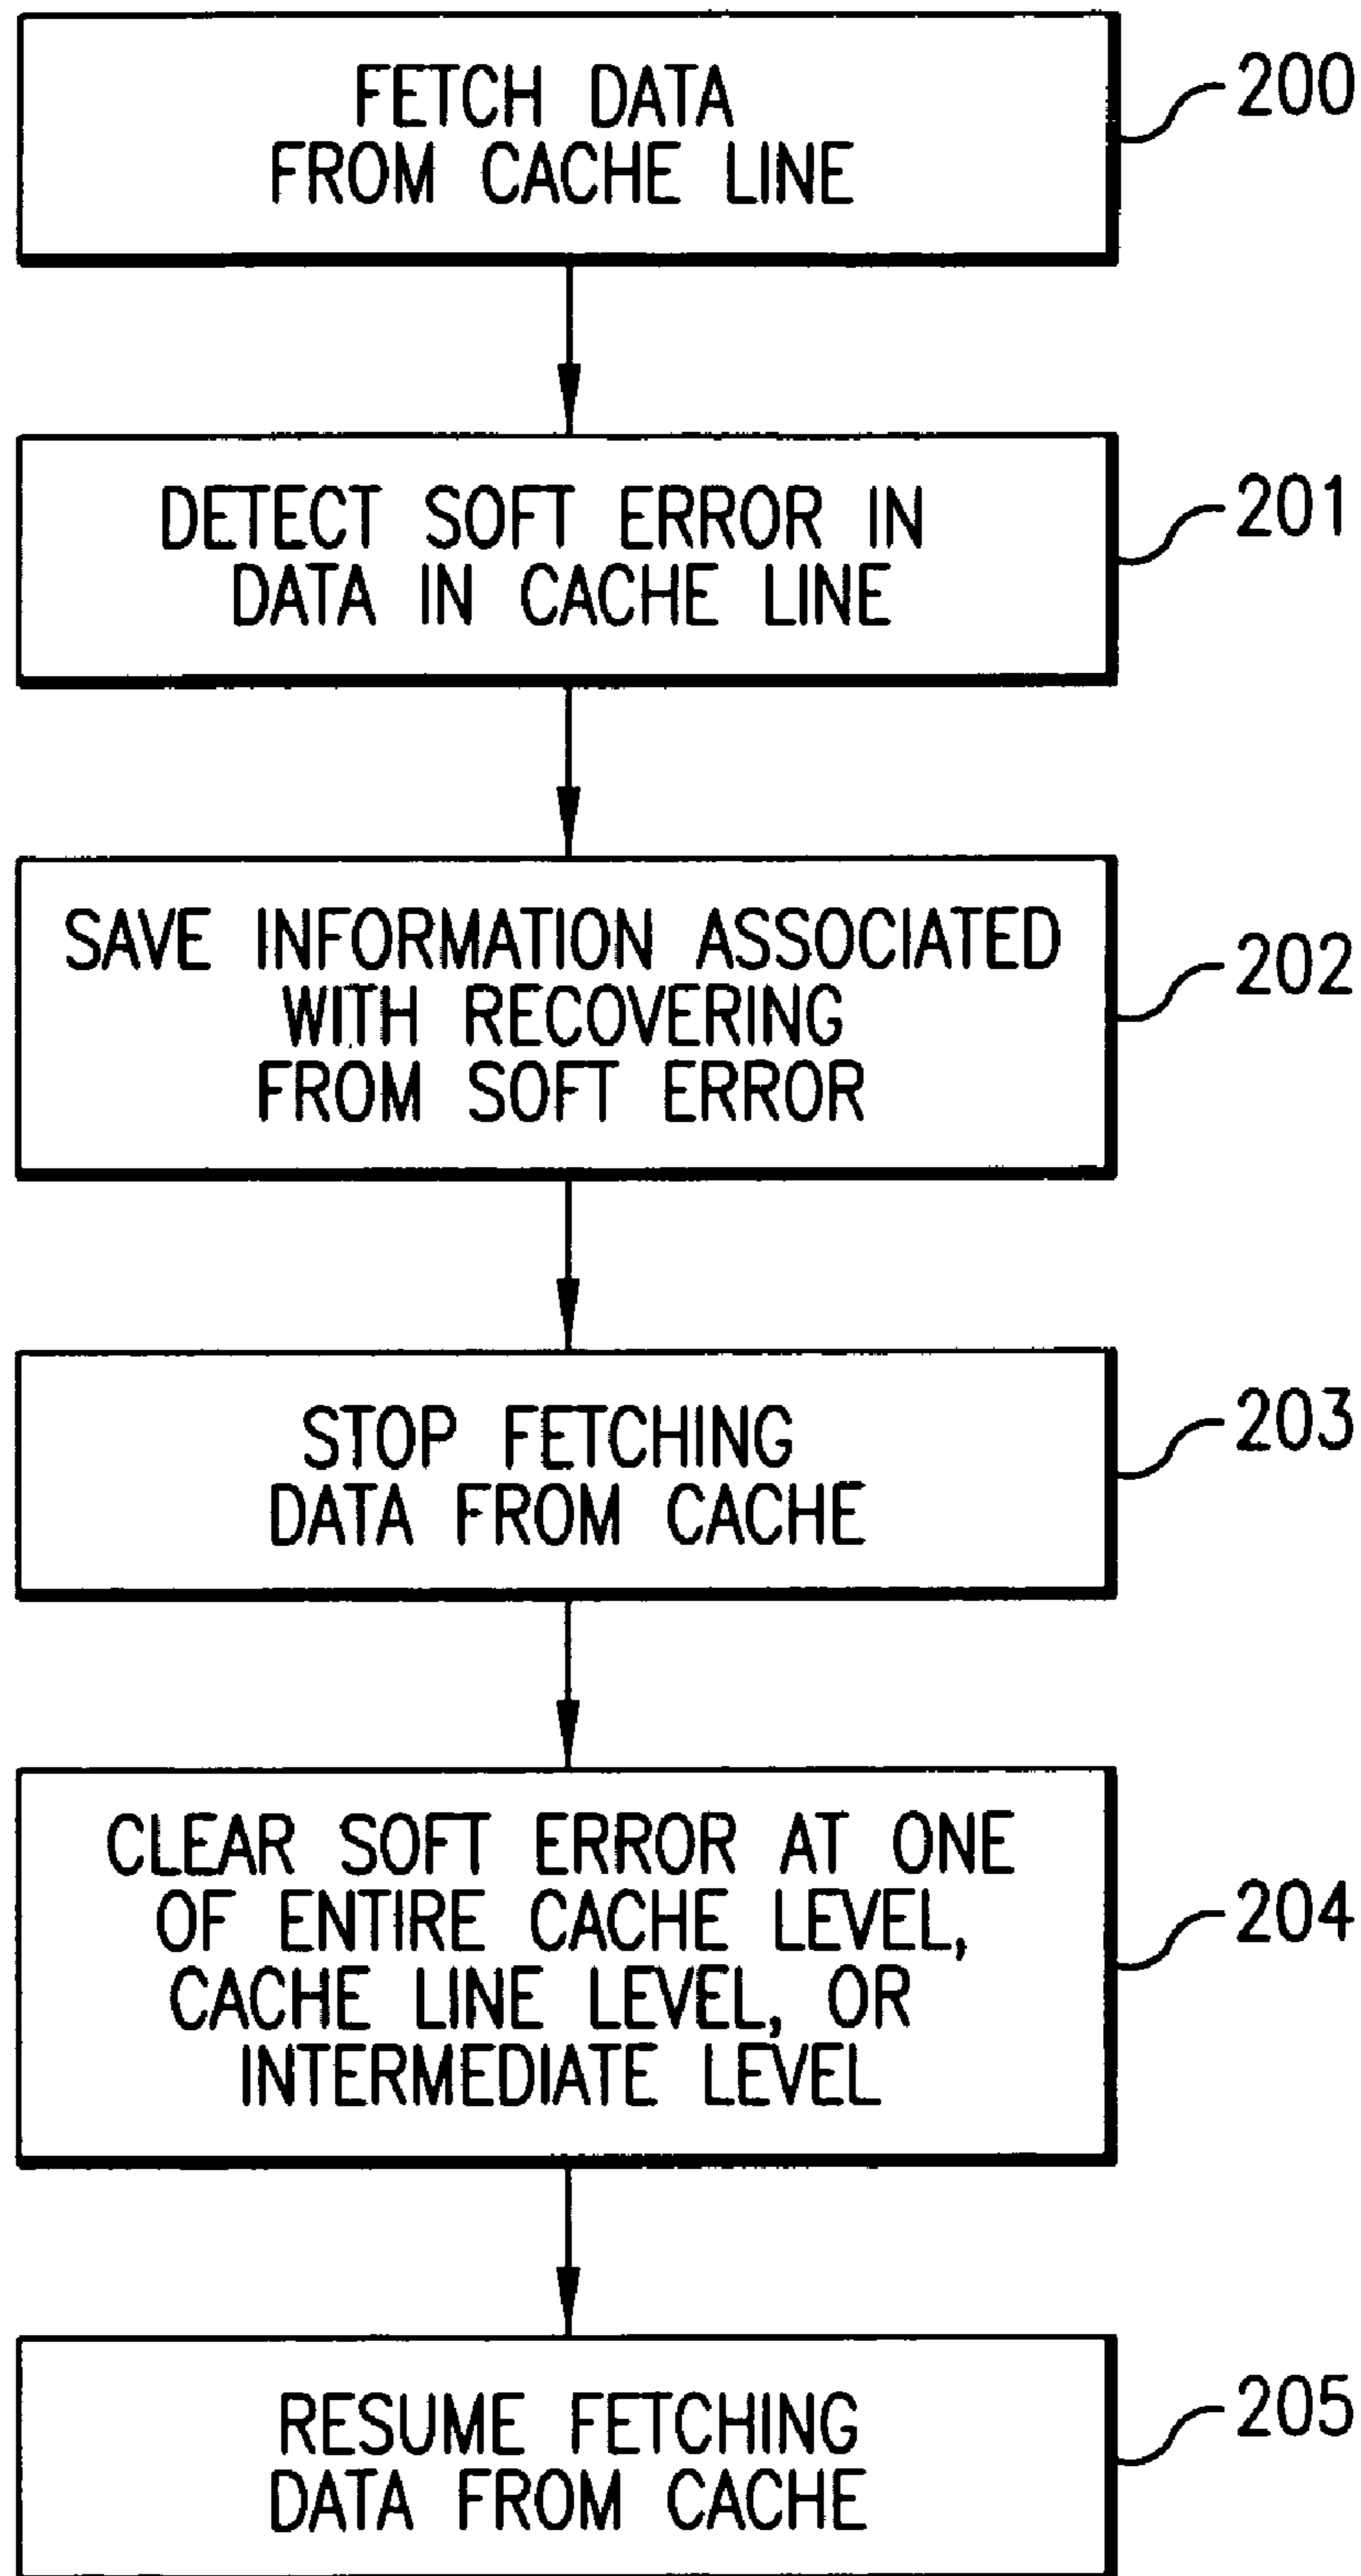 FETCH DATA
FROM CACHE LINE
200
DETECT SOFT ERROR IN
DATA IN CACHE LINE
201
SAVE INFORMATION ASSOCIATED
WITH RECOVERING
FROM SOFT ERROR
202
STOP FETCHING
DATA FROM CACHE
203
CLEAR SOFT ERROR AT ONE
OF ENTIRE CACHE LEVEL,
CACHE LINE LEVEL, OR
INTERMEDIATE LEVEL
204
RESUME FETCHING
DATA FROM CACHE
205